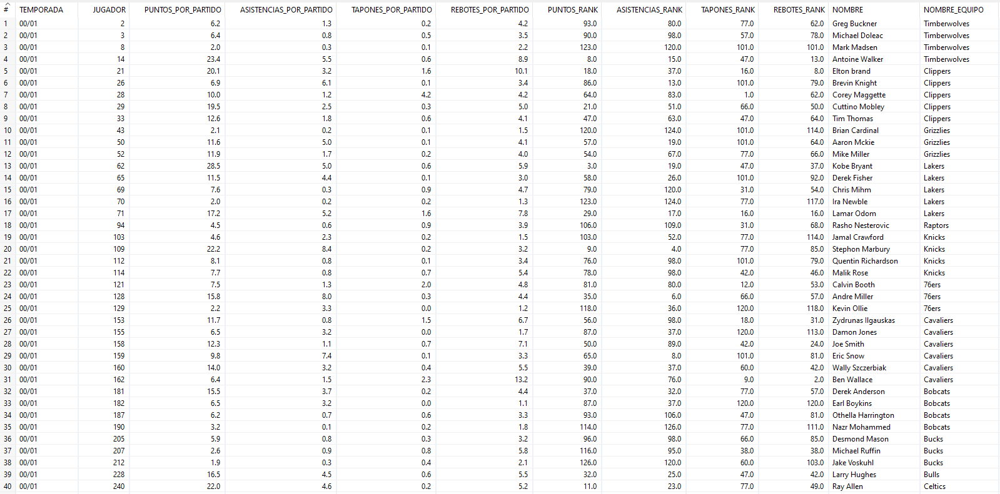 # TEMPORADA JUGADOR PUNTOS_POR_PARTIDO ASISTENCIAS_POR_PARTIDO TAPONES_POR_PARTIDO REBOTES_POR_PARTIDO PUNTOS_RANK ASISTENCIAS_RANK TAPONES_RANK REBOTES_RANK NOMBRE NOMBRE_EQUIPO
1 00/01 2 6.2 1.3 0.2 4.2 93.0 80.0 77.0 62.0 Greg Buckner Timberwolves
2 00/01 3 6.4 0.8 0.5 3.5 90.0 98.0 57.0 78.0 Michael Doleac Timberwolves
3 00/01 8 2.0 0.3 0.1 2.2 123.0 120.0 101.0 101.0 Mark Madsen Timberwolves
4 00/01 14 23.4 5.5 0.6 8.9 8.0 15.0 47.0 13.0 Antoine Walker Timberwolves
5 00/01 21 20.1 3.2 1.6 10.1 18.0 37.0 16.0 8.0 Elton brand Clippers
6 00/01 26 6.9 6.1 0.1 3.4 86.0 13.0 101.0 79.0 Brevin Knight Clippers
7 00/01 28 10.0 1.2 4.2 4.2 64.0 83.0 1.0 62.0 Corey Maggette Clippers
8 00/01 29 19.5 2.5 0.3 5.0 21.0 51.0 66.0 50.0 Cuttino Mobley Clippers
9 00/01 33 12.6 1.8 0.6 4.1 47.0 63.0 47.0 64.0 Tim Thomas Clippers
10 00/01 43 2.1 0.2 0.1 1.5 120.0 124.0 101.0 114.0 Brian Cardinal Grizzlies
11 00/01 50 11.6 5.0 0.1 4.1 57.0 19.0 101.0 64.0 Aaron Mckie Grizzlies
12 00/01 52 11.9 1.7 0.2 4.0 54.0 67.0 77.0 66.0 Mike Miller Grizzlies
13 00/01 62 28.5 5.0 0.6 5.9 3.0 19.0 47.0 37.0 Kobe Bryant Lakers
14 00/01 65 11.5 4.4 0.1 3.0 58.0 26.0 101.0 92.0 Derek Fisher Lakers
15 00/01 69 7.6 0.3 0.9 4.7 79.0 120.0 31.0 54.0 Chris Mihm Lakers
16 00/01 70 2.0 0.2 0.2 1.3 123.0 124.0 77.0 117.0 Ira Newble Lakers
17 00/01 71 17.2 5.2 1.6 7.8 29.0 17.0 16.0 16.0 Lamar Odom Lakers
18 00/01 94 4.5 0.6 0.9 3.9 106.0 109.0 31.0 68.0 Rasho Nesterovic Raptors
19 00/01 103 4.6 2.3 0.2 1.5 103.0 52.0 77.0 114.0 Jamal Crawford Knicks
20 00/01 109 22.2 8.4 0.2 3.2 9.0 4.0 77.0 85.0 Stephon Marbury Knicks
21 00/01 112 8.1 0.8 0.1 3.4 76.0 98.0 101.0 79.0 Quentin Richardson Knicks
22 00/01 114 7.7 0.8 0.7 5.4 78.0 98.0 42.0 46.0 Malik Rose Knicks
23 00/01 121 7.5 1.3 2.0 4.8 81.0 80.0 12.0 53.0 Calvin Booth 76ers
24 00/01 128 15.8 8.0 0.3 4.4 35.0 6.0 66.0 57.0 Andre Miller 76ers
25 00/01 129 2.2 3.3 0.0 1.2 118.0 36.0 120.0 118.0 Kevin Ollie 76ers
26 00/01 153 11.7 0.8 1.5 6.7 56.0 98.0 18.0 31.0 Zydrunas Ilgauskas Cavaliers
27 00/01 155 6.5 3.2 0.0 1.7 87.0 37.0 120.0 113.0 Damon Jones Cavaliers
28 00/01 158 12.3 1.1 0.7 7.1 50.0 89.0 42.0 24.0 Joe Smith Cavaliers
29 00/01 159 9.8 7.4 0.1 3.3 65.0 8.0 101.0 81.0 Eric Snow Cavaliers
30 00/01 160 14.0 3.2 0.4 5.5 39.0 37.0 60.0 42.0 Wally Szczerbiak Cavaliers
31 00/01 162 6.4 1.5 2.3 13.2 90.0 76.0 9.0 2.0 Ben Wallace Cavaliers
32 00/01 181 15.5 3.7 0.2 4.4 37.0 32.0 77.0 57.0 Derek Anderson Bobcats
33 00/01 182 6.5 3.2 0.0 1.1 87.0 37.0 120.0 120.0 Earl Boykins Bobcats
34 00/01 187 6.2 0.7 0.6 3.3 93.0 106.0 47.0 81.0 Othella Harrington Bobcats
35 00/01 190 3.2 0.1 0.2 1.8 114.0 126.0 77.0 111.0 Nazr Mohammed Bobcats
36 00/01 205 5.9 0.8 0.3 3.2 96.0 98.0 66.0 85.0 Desmond Mason Bucks
37 00/01 207 2.6 0.9 0.8 5.8 116.0 95.0 38.0 38.0 Michael Ruffin Bucks
38 00/01 212 1.9 0.3 0.4 2.1 126.0 120.0 60.0 103.0 Jake Voskuhl Bucks
39 00/01 228 16.5 4.5 0.6 5.5 32.0 25.0 47.0 42.0 Larry Hughes Bulls
40 00/01 240 22.0 4.6 0.2 5.2 11.0 23.0 77.0 49.0 Ray Allen Celtics